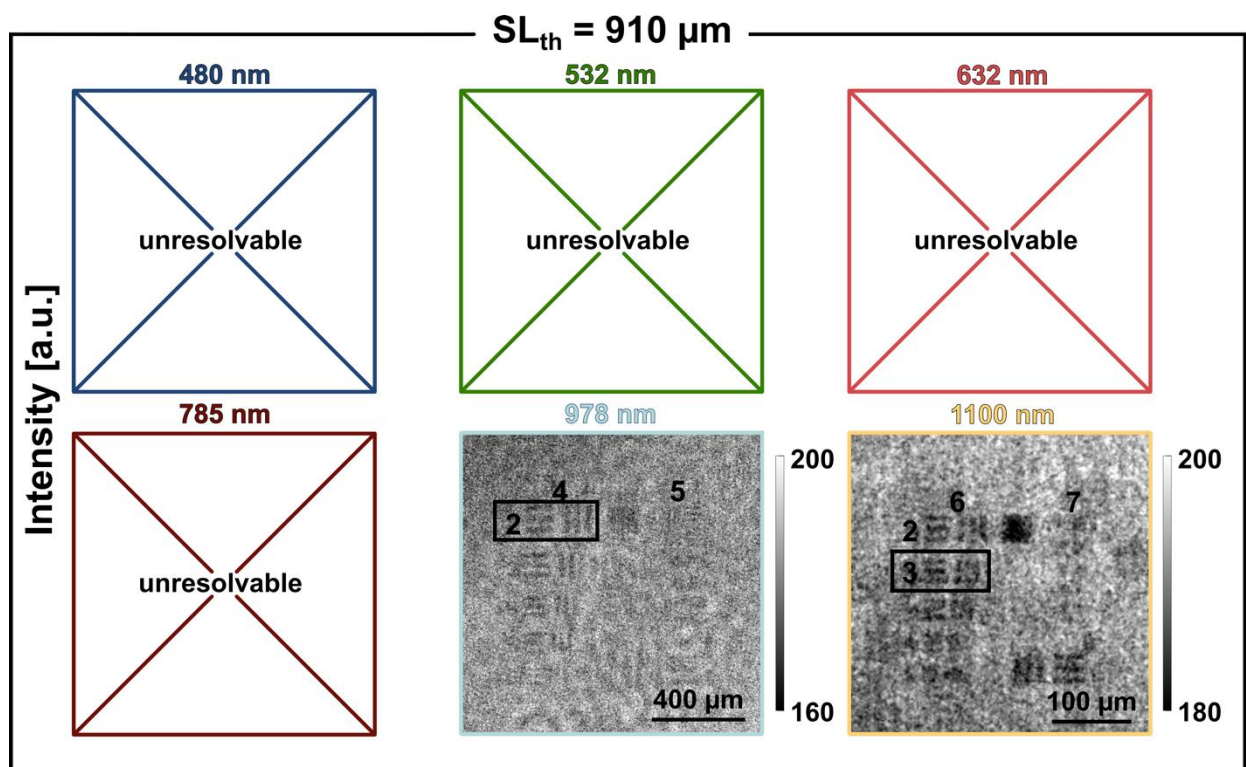 SLth = 910 µm
480 nm
532 nm
632 nm
unresolvable
unresolvable
unresolvable
Intensity [a.u.]
785 nm
978 nm
1100 nm
unresolvable
4
5
2
400 µm
200
160
6
7
2
3
100 µm
200
180